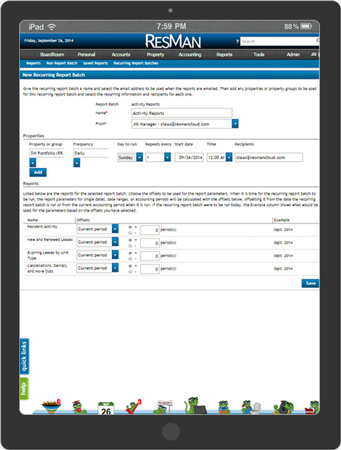 iPad
7:59 PM
88 %
Friday, September 26, 2014
RESMAN
Search
BoardRoom Personal Accounts Property Accounting Reports Tools Admin
Reports Run Report Batch Saved Reports Recurring Report Batches
New Recurring Report Batch
Give the recurring report batch a name and select the email address to be used when the reports are emailed. Then add any properties or property groups to be used
for this recurring report batch and select the recurring information and recipients for each one.
Report Batch Activity Reports
Name* Activity Reports
From*
Properties
Property or group Frequency Day to run Repeats every Start date Time Recipients
SW Portfolio Daily Sunday 1 09/26/2014 12:00
Add
Reports
Listed below are the reports for the selected report batch. Choose the offsets to be used for the report parameters. When it is time for the recurring report batch to
be run, the report parameters for single dates, date ranges, or accounting periods will be calculated with the offsets below, offsetting it from the date the recurring
report batch is run or from the current accounting period when it is run. If the recurring report batch were to be run today, the Example column shows what would be
used for the parameters based on the offsets you have selected.
Name Offsets Example
Resident Activity Current period + - 0 period(s) Sept. 2014
New and Renewed Leases Current period + - 0 period(s) Sept. 2014
Expiring Leases by Unit
Type Current period + - 0 period(s) Sept. 2014
Cancellations, Denials,
and Move Outs Current period + - 0 period(s) Sept. 2014
Save
quick links
help
26